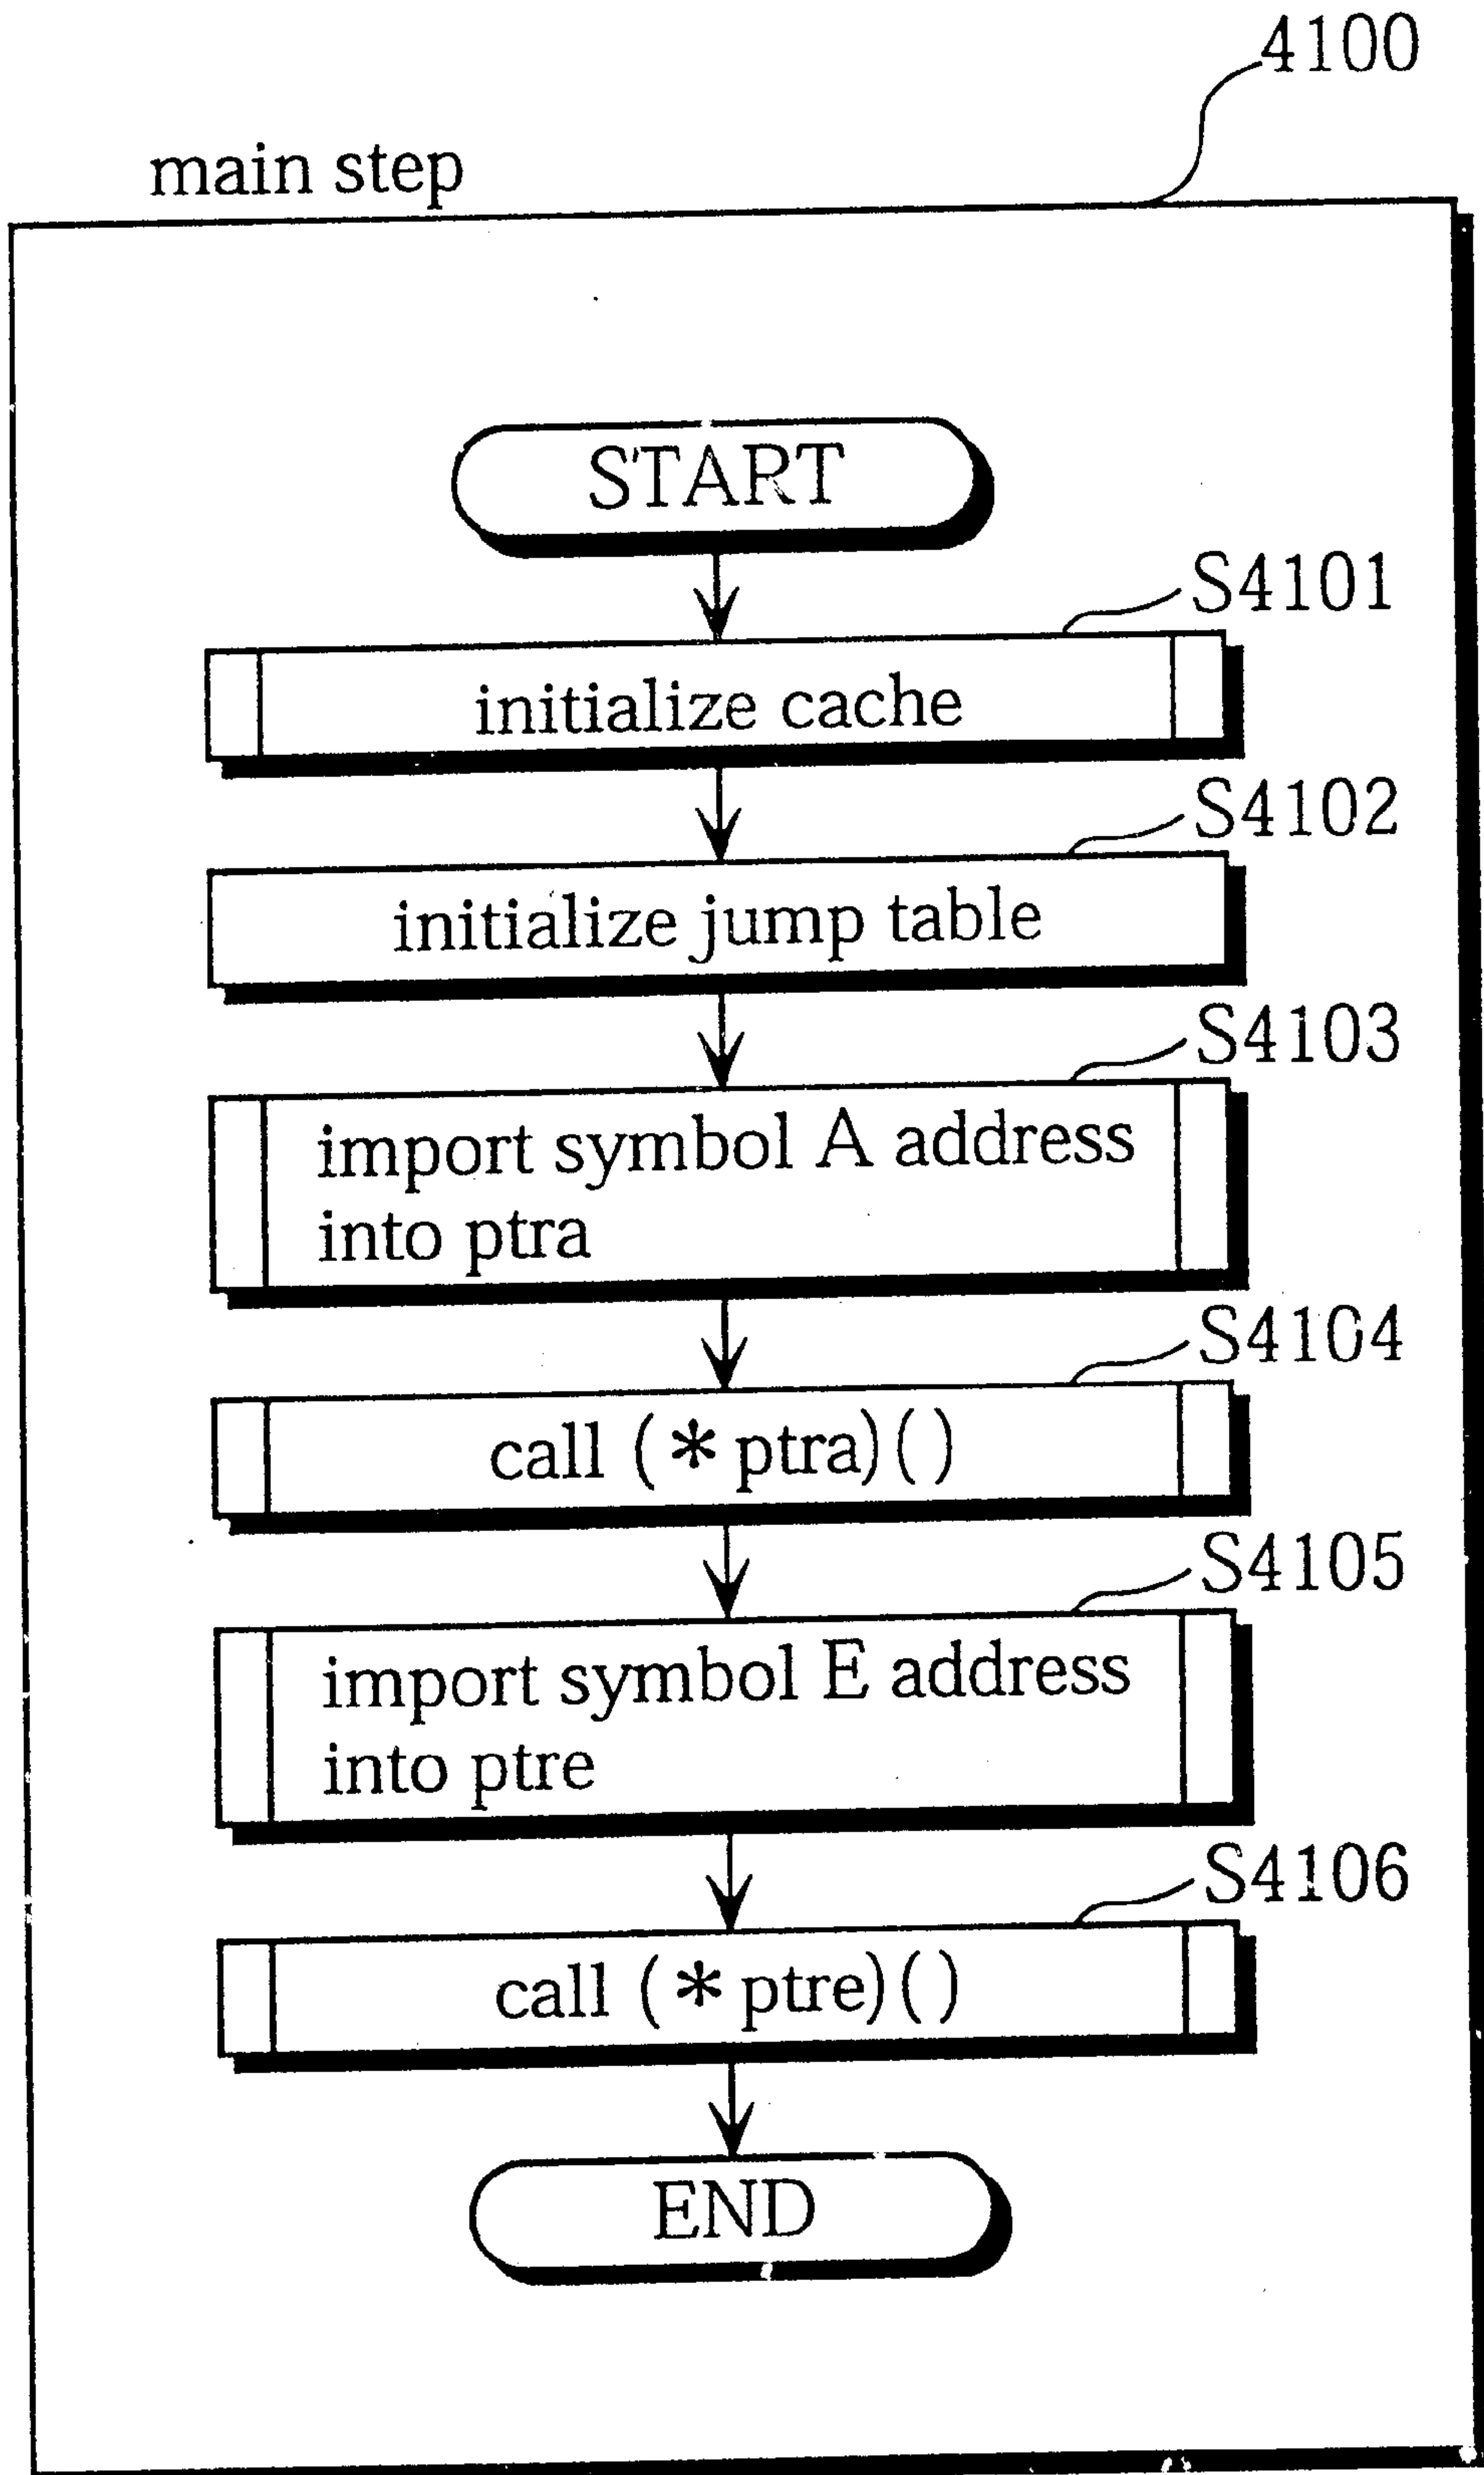 4100
main step
START
S4101
initialize cache
S4102
initialize jump table
S4103
import symbol A address
into ptra
S4104
call (*ptra)()
S4105
import symbol E address
into ptre
S4106
call (*ptre)()
END